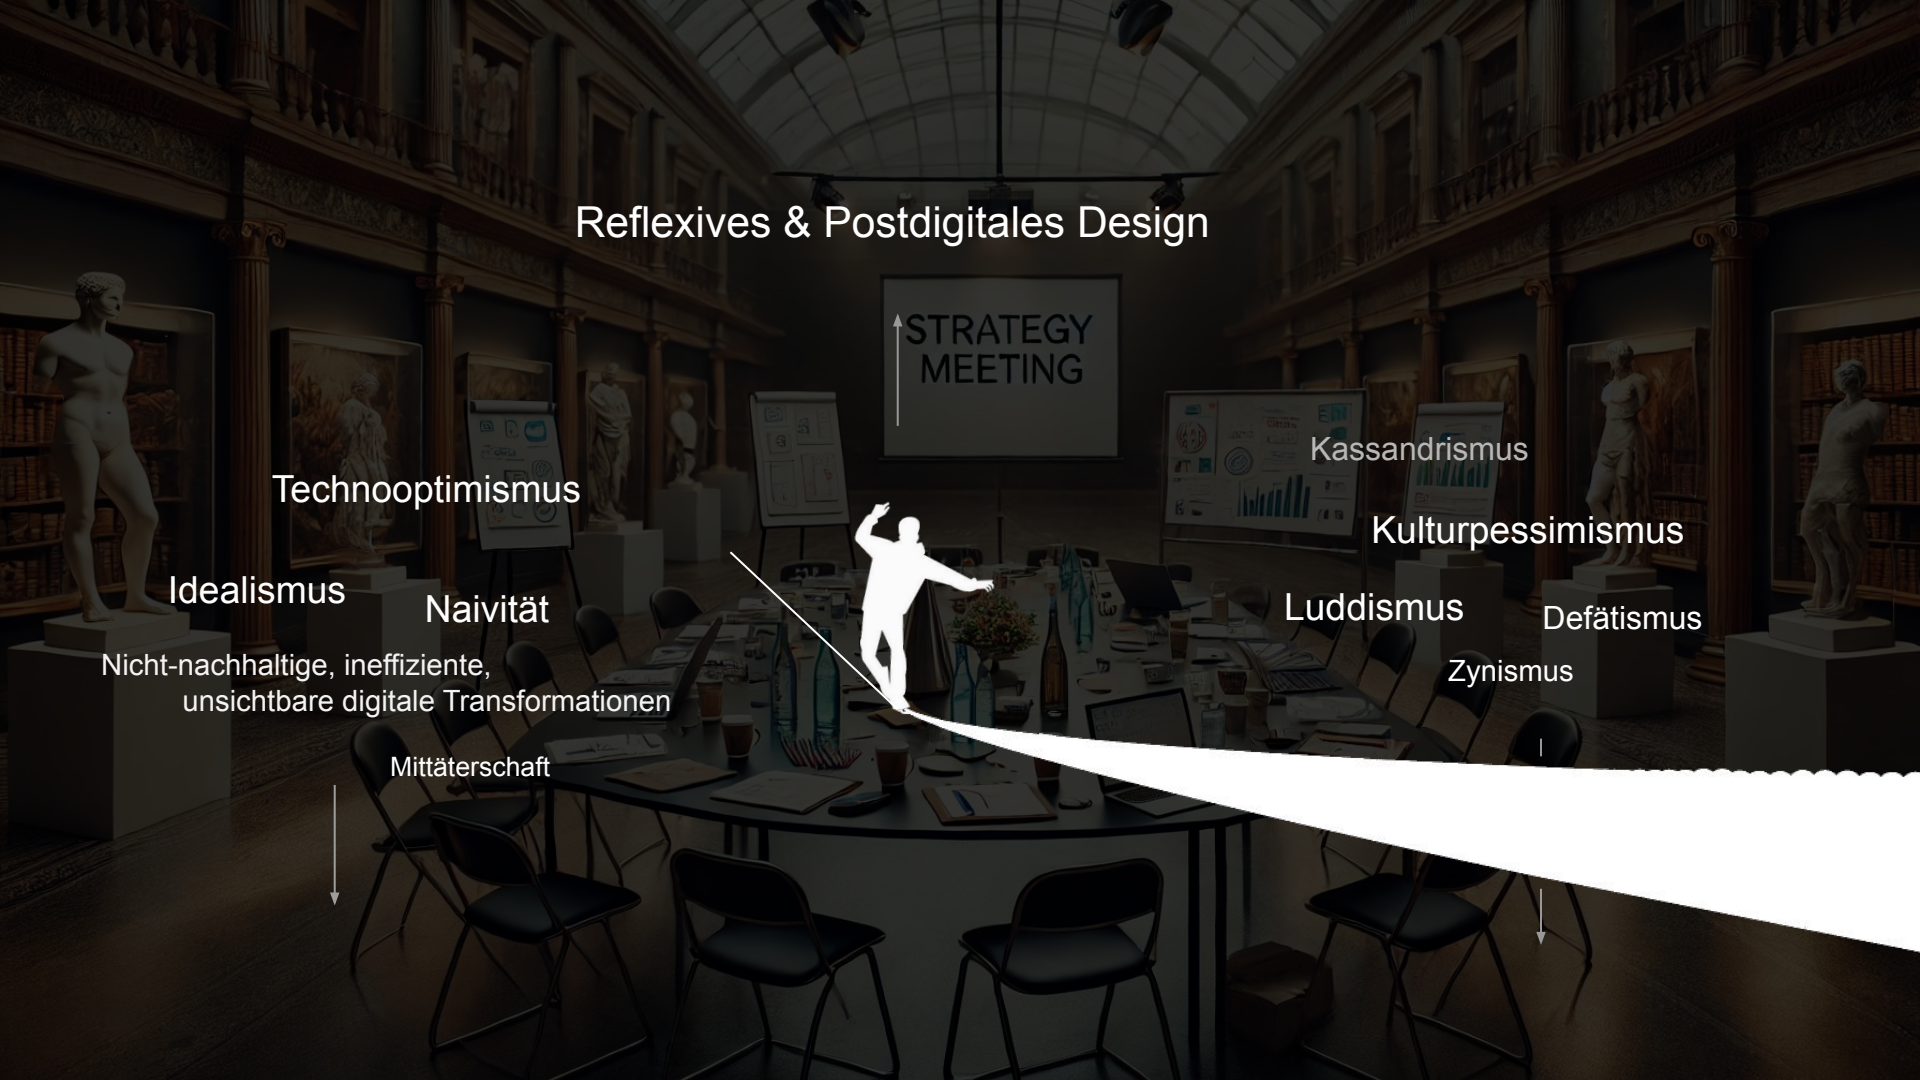 Reflexives & Postdigitales Design
STRATEGY
MEETING
Technooptimismus
Idealismus
Naivität
Nicht-nachhaltige, ineffiziente,
unsichtbare digitale Transformationen
Mittäterschaft
Kassandrismus
Kulturpessimismus
Luddismus
Defätismus
Zynismus